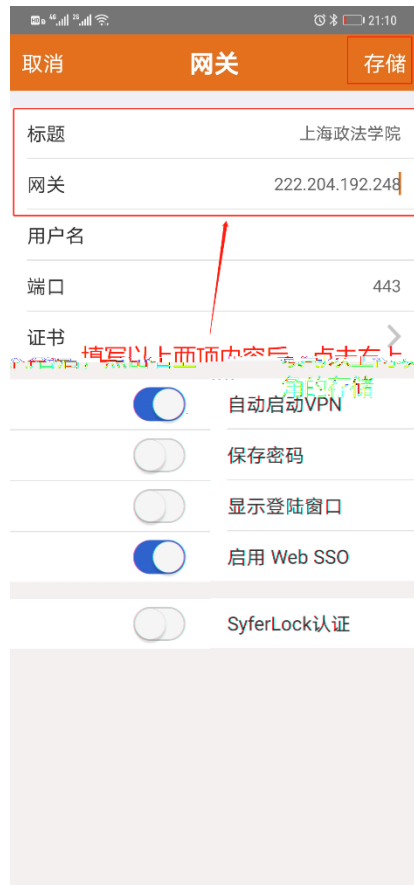 21:10
取消 网关 存储
标题 上海政法学院
网关 222.204.192.248
用户名
端口 443
证书
填写以上两项内容后，点击右上
角的存储
自动启动VPN
保存密码
显示登陆窗口
启用 Web SSO
SyferLock认证